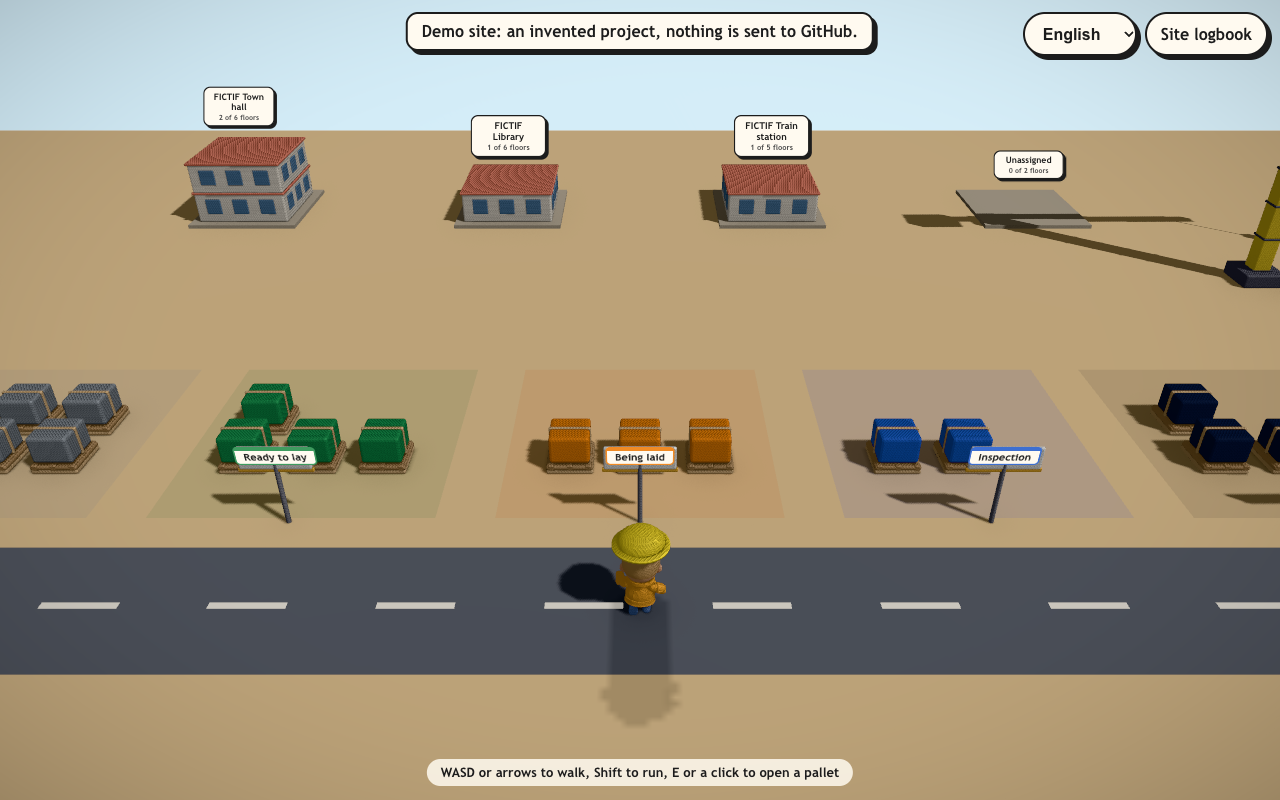 Demo site: an invented project, nothing is sent to GitHub.
English
Site logbook
FICTIF Town
hall
2 of 6 floors
FICTIF
Library
1 of 6 floors
FICTIF Train
station
1 of 5 floors
Unassigned
0 of 2 floors
Ready to lay
Being laid
Inspection
WASD or arrows to walk, Shift to run, E or a click to open a pallet